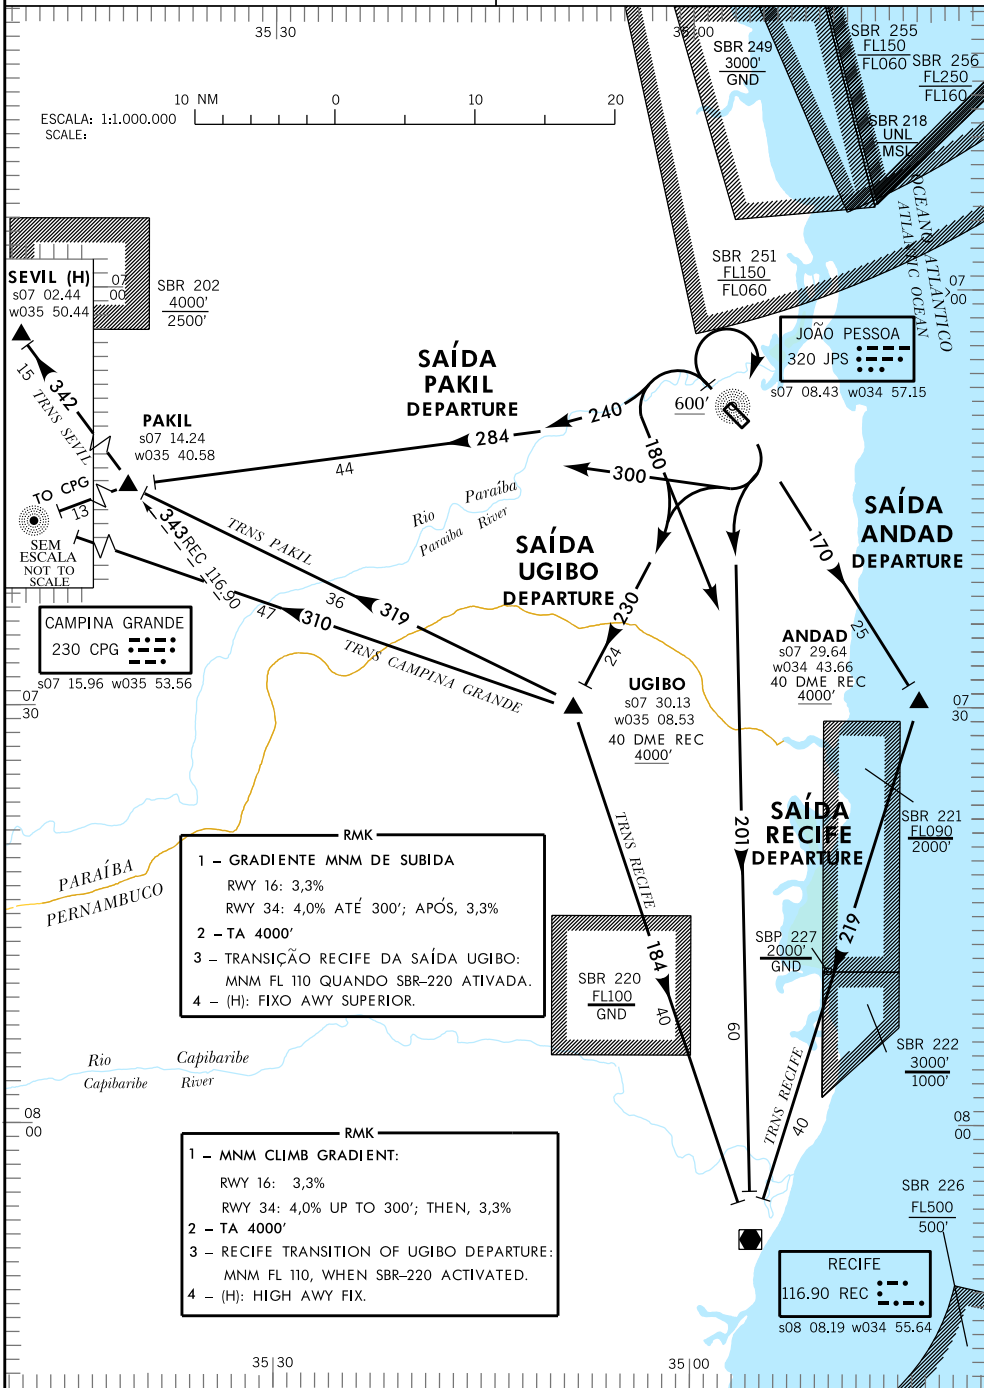 35 30
35 00
10 NM 0 10 20
ESCALA: 1:1.000.000
SCALE:
SBR 249
3000'
GND
SBR 255
FL150
FL060
SBR 256
FL250
FL160
SBR 218
UNL
MSL
OCEANO ATLÂNTICO
ATLANTIC OCEAN
SBR 251
FL150
FL060
SEVIL (H)
s07 02.44
w035 50.44
07
00
SBR 202
4000'
2500'
07
00
JOÃO PESSOA
320 JPS
s07 08.43 w034 57.15
SAÍDA
PAKIL
DEPARTURE
600'
15
342
TRNS SEVIL
PAKIL
s07 14.24
w035 40.58
240
284
44
180
300
TO CPG
13
SEM
ESCALA
NOT TO
SCALE
343 REC 116.90
TRNS PAKIL
Rio Paraíba
Paraíba River
SAÍDA
UGIBO
DEPARTURE
SAÍDA
ANDAD
DEPARTURE
170
25
CAMPINA GRANDE
230 CPG
s07 15.96 w035 53.56
47
310
36
319
TRNS CAMPINA GRANDE
230
24
ANDAD
s07 29.64
w034 43.66
40 DME REC
4000'
UGIBO
s07 30.13
w035 08.53
40 DME REC
4000'
07
30
07
30
SAÍDA
RECIFE
DEPARTURE
201
60
TRNS RECIFE
184
40
SBR 221
FL090
2000'
219
SBP 227
2000'
GND
PARAÍBA
PERNAMBUCO
RMK
1 – GRADIENTE MNM DE SUBIDA
RWY 16: 3,3%
RWY 34: 4,0% ATÉ 300'; APÓS, 3,3%
2 – TA 4000'
3 – TRANSIÇÃO RECIFE DA SAÍDA UGIBO:
MNM FL 110 QUANDO SBR–220 ATIVADA.
4 – (H): FIXO AWY SUPERIOR.
SBR 220
FL100
GND
SBR 222
3000'
1000'
Rio Capibaribe
Capibaribe River
TRNS RECIFE
40
08
00
08
00
RMK
1 – MNM CLIMB GRADIENT:
RWY 16: 3,3%
RWY 34: 4,0% UP TO 300'; THEN, 3,3%
2 – TA 4000'
3 – RECIFE TRANSITION OF UGIBO DEPARTURE:
MNM FL 110, WHEN SBR–220 ACTIVATED.
4 – (H): HIGH AWY FIX.
SBR 226
FL500
500'
RECIFE
116.90 REC
s08 08.19 w034 55.64
35 30
35 00